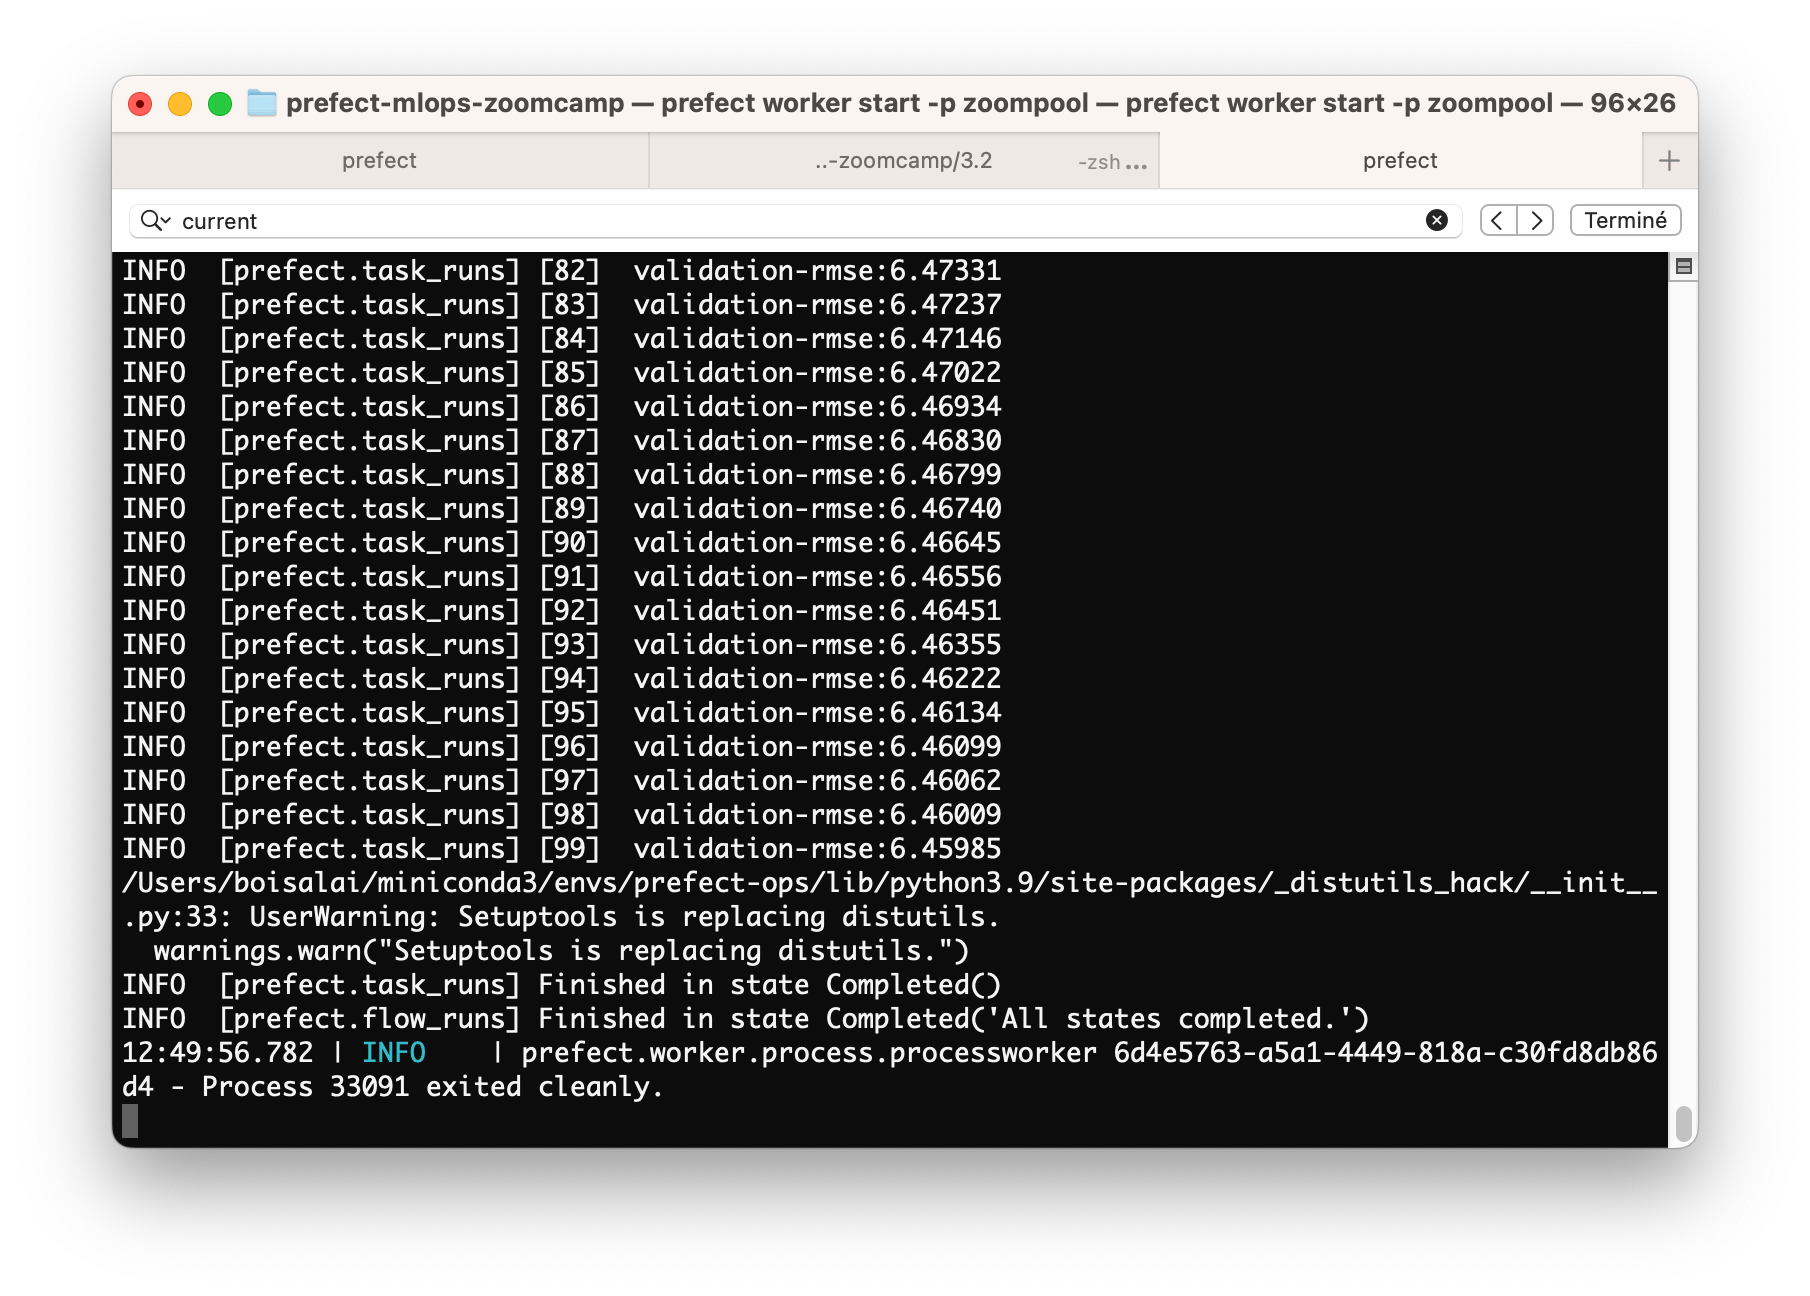 prefect-mlops-zoomcamp — prefect worker start -p zoompool — prefect worker start -p zoompool — 96×26
prefect
..-zoomcamp/3.2 -zsh ...
prefect
current
Terminé
INFO  [prefect.task_runs] [82]  validation-rmse:6.47331
INFO  [prefect.task_runs] [83]  validation-rmse:6.47237
INFO  [prefect.task_runs] [84]  validation-rmse:6.47146
INFO  [prefect.task_runs] [85]  validation-rmse:6.47022
INFO  [prefect.task_runs] [86]  validation-rmse:6.46934
INFO  [prefect.task_runs] [87]  validation-rmse:6.46830
INFO  [prefect.task_runs] [88]  validation-rmse:6.46799
INFO  [prefect.task_runs] [89]  validation-rmse:6.46740
INFO  [prefect.task_runs] [90]  validation-rmse:6.46645
INFO  [prefect.task_runs] [91]  validation-rmse:6.46556
INFO  [prefect.task_runs] [92]  validation-rmse:6.46451
INFO  [prefect.task_runs] [93]  validation-rmse:6.46355
INFO  [prefect.task_runs] [94]  validation-rmse:6.46222
INFO  [prefect.task_runs] [95]  validation-rmse:6.46134
INFO  [prefect.task_runs] [96]  validation-rmse:6.46099
INFO  [prefect.task_runs] [97]  validation-rmse:6.46062
INFO  [prefect.task_runs] [98]  validation-rmse:6.46009
INFO  [prefect.task_runs] [99]  validation-rmse:6.45985
/Users/boisalai/miniconda3/envs/prefect-ops/lib/python3.9/site-packages/_distutils_hack/__init__
.py:33: UserWarning: Setuptools is replacing distutils.
  warnings.warn("Setuptools is replacing distutils.")
INFO  [prefect.task_runs] Finished in state Completed()
INFO  [prefect.flow_runs] Finished in state Completed('All states completed.')
12:49:56.782 | INFO    | prefect.worker.process.processworker 6d4e5763-a5a1-4449-818a-c30fd8db86
d4 - Process 33091 exited cleanly.